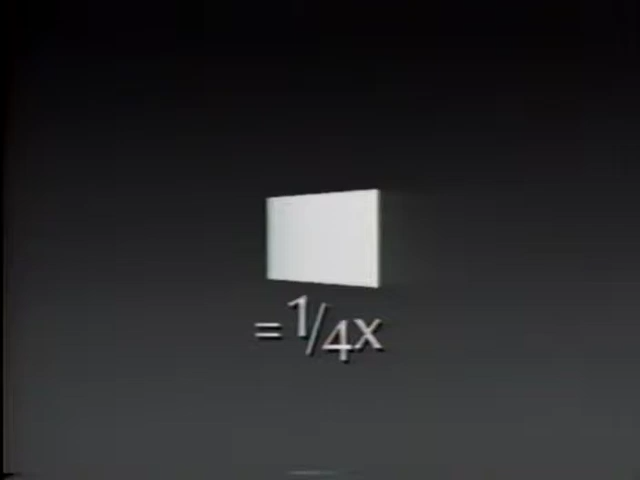 = 1/4x